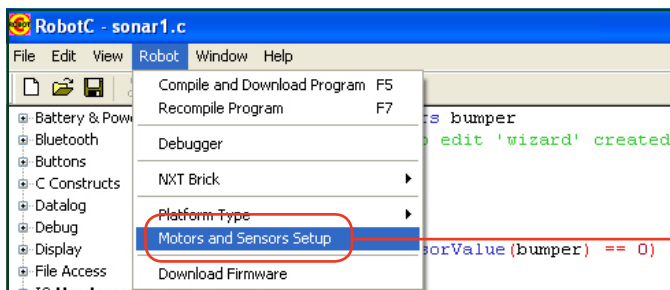 RobotC - sonar1.c
File Edit View Robot Window Help
Compile and Download Program F5
Recompile Program F7
Debugger
NXT Brick
Platform Type
Motors and Sensors Setup
Download Firmware
Battery &
Bluetooth
Buttons
C Constructs
Datalog
Debug
Display
File Access
bumper
edit 'wizard' created
(bumper) == 0)